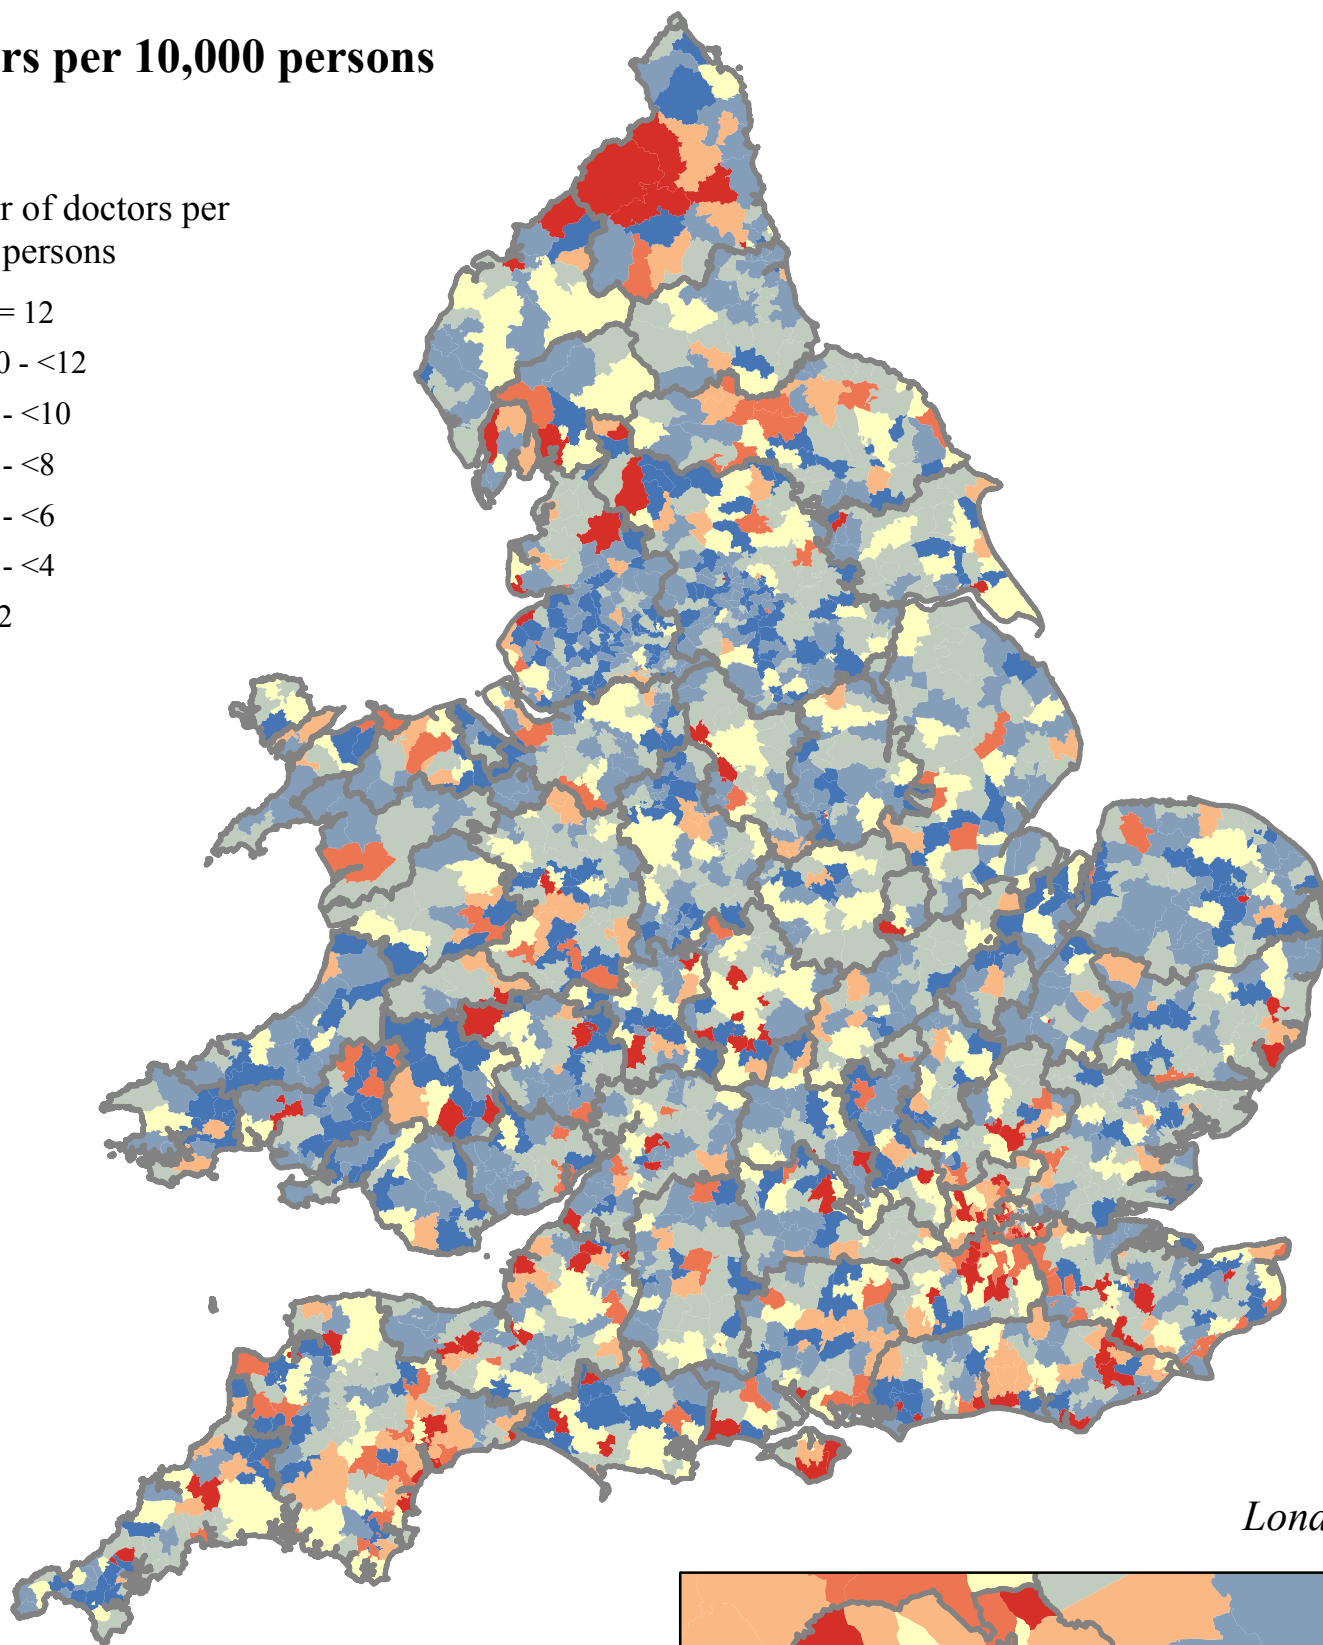 rs per 10,000 persons
r of doctors per
persons
= 12
0 - <12
- <10
- <8
- <6
- <4
2
Lond